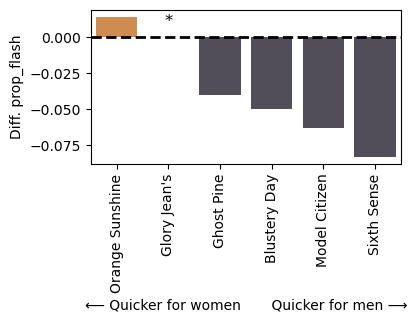 Diff. prop_flash
0.000
−0.025
−0.050
−0.075
*
Orange Sunshine
Glory Jean's
Ghost Pine
Blustery Day
Model Citizen
Sixth Sense
⟵ Quicker for women
Quicker for men ⟶